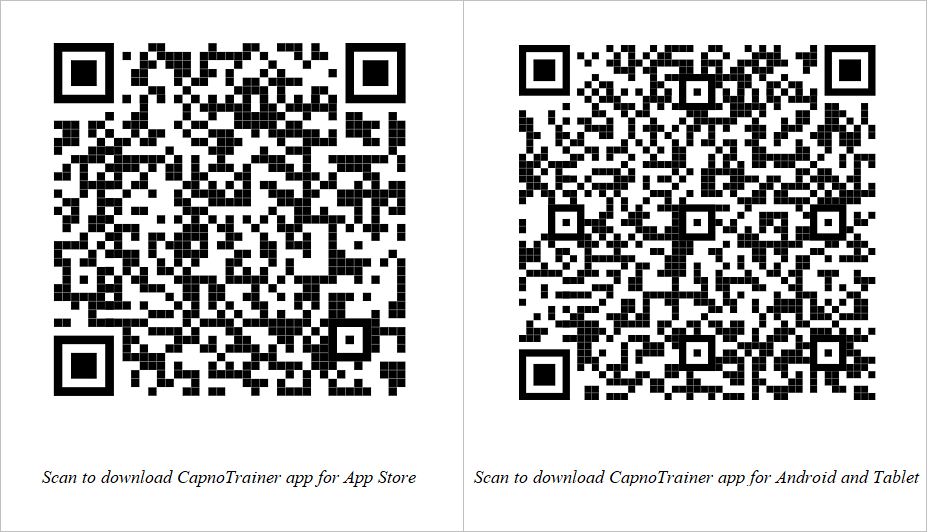 Scan to download CapnoTrainer app for App Store
Scan to download CapnoTrainer app for Android and Tablet